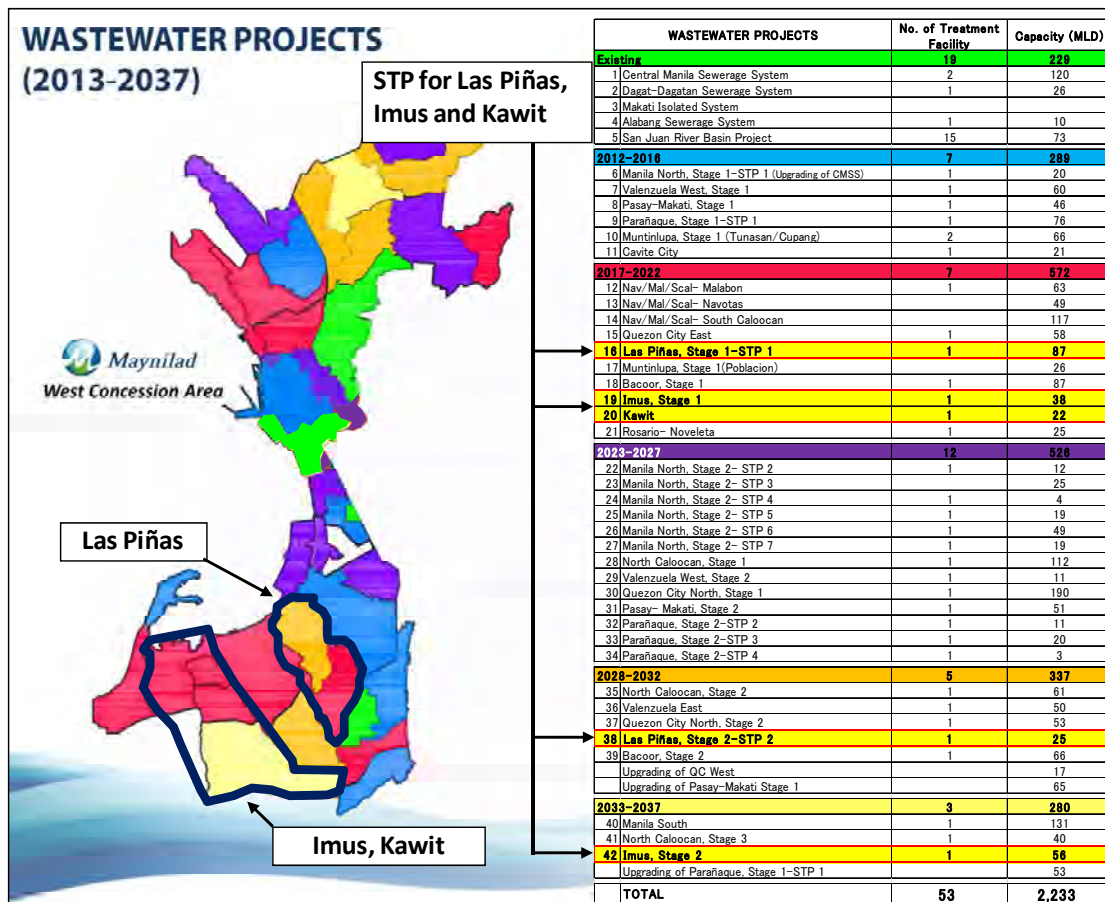 WASTEWATER PROJECTS
(2013-2037)
STP for Las Piñas,
Imus and Kawit
Maynilad
West Concession Area
Las Piñas
Imus, Kawit
WASTEWATER PROJECTS No. of Treatment Facility Capacity (MLD)
Existing 19 229
1 Central Manila Sewerage System 2 120
2 Dagat-Dagatan Sewerage System 1 26
3 Makati Isolated System
4 Alabang Sewerage System 1 10
5 San Juan River Basin Project 15 73
2012-2016 7 289
6 Manila North, Stage 1-STP 1 (Upgrading of CMSS) 1 20
7 Valenzuela West, Stage 1 1 60
8 Pasay-Makati, Stage 1 1 46
9 Parañaque, Stage 1-STP 1 1 76
10 Muntinlupa, Stage 1 (Tunasan/Cupang) 2 66
11 Cavite City 1 21
2017-2022 7 572
12 Nav/Mal/Scal- Malabon 1 63
13 Nav/Mal/Scal- Navotas 49
14 Nav/Mal/Scal- South Caloocan 117
15 Quezon City East 1 58
16 Las Piñas, Stage 1-STP 1 1 87
17 Muntinlupa, Stage 1(Poblacion) 26
18 Bacoor, Stage 1 1 87
19 Imus, Stage 1 1 38
20 Kawit 1 22
21 Rosario- Noveleta 1 25
2023-2027 12 526
22 Manila North, Stage 2- STP 2 1 12
23 Manila North, Stage 2- STP 3 25
24 Manila North, Stage 2- STP 4 1 4
25 Manila North, Stage 2- STP 5 1 19
26 Manila North, Stage 2- STP 6 1 49
27 Manila North, Stage 2- STP 7 1 19
28 North Caloocan, Stage 1 1 112
29 Valenzuela West, Stage 2 1 11
30 Quezon City North, Stage 1 1 190
31 Pasay- Makati, Stage 2 1 51
32 Parañaque, Stage 2-STP 2 1 11
33 Parañaque, Stage 2-STP 3 1 20
34 Parañaque, Stage 2-STP 4 1 3
2028-2032 5 337
35 North Caloocan, Stage 2 1 61
36 Valenzuela East 1 50
37 Quezon City North, Stage 2 1 53
38 Las Piñas, Stage 2-STP 2 1 25
39 Bacoor, Stage 2 1 66
Upgrading of QC West 17
Upgrading of Pasay-Makati Stage 1 65
2033-2037 3 280
40 Manila South 1 131
41 North Caloocan, Stage 3 1 40
42 Imus, Stage 2 1 56
Upgrading of Parañaque, Stage 1-STP 1 53
TOTAL 53 2,233